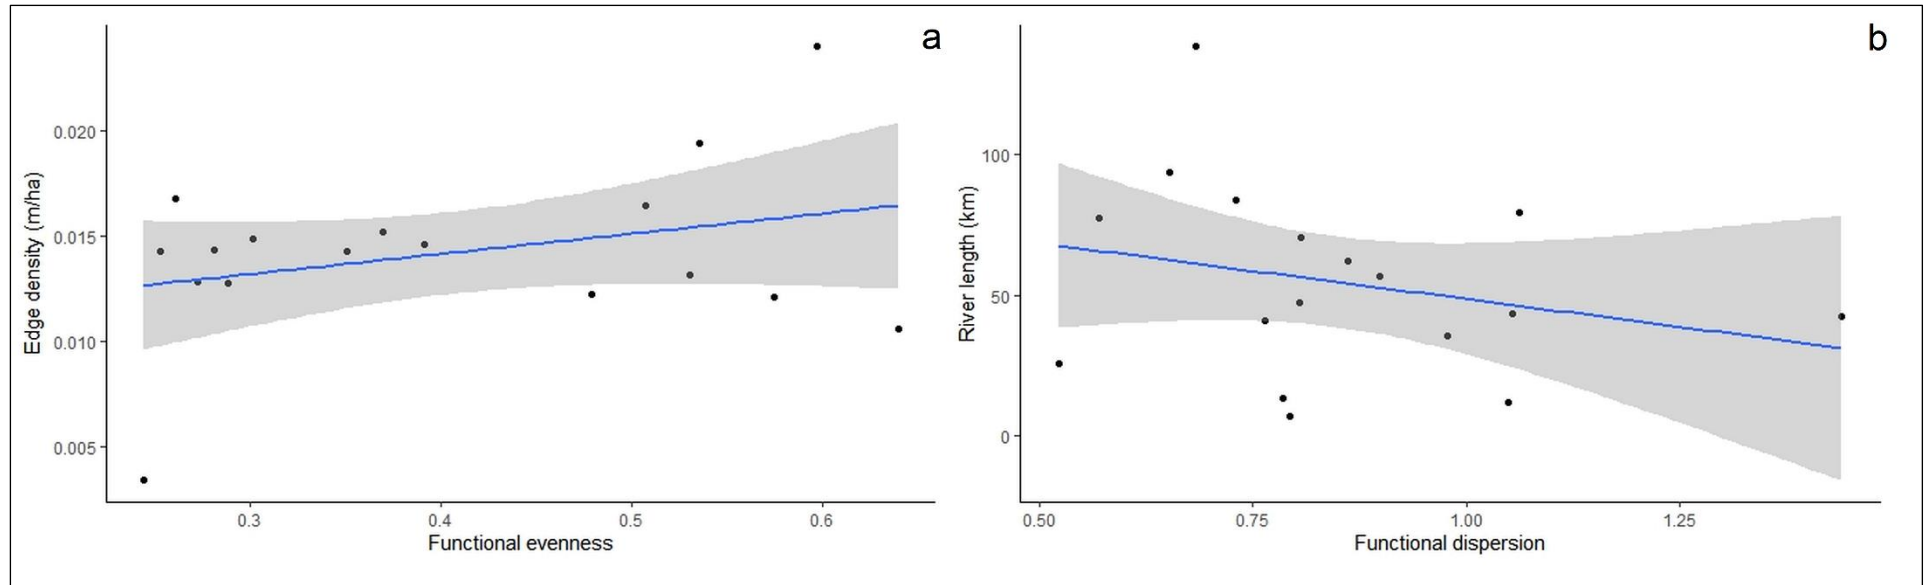 a
Edge density (m/ha)
0.020
0.015
0.010
0.005
0.3 0.4 0.5 0.6
Functional evenness
b
River length (km)
100
50
0
0.50 0.75 1.00 1.25
Functional dispersion